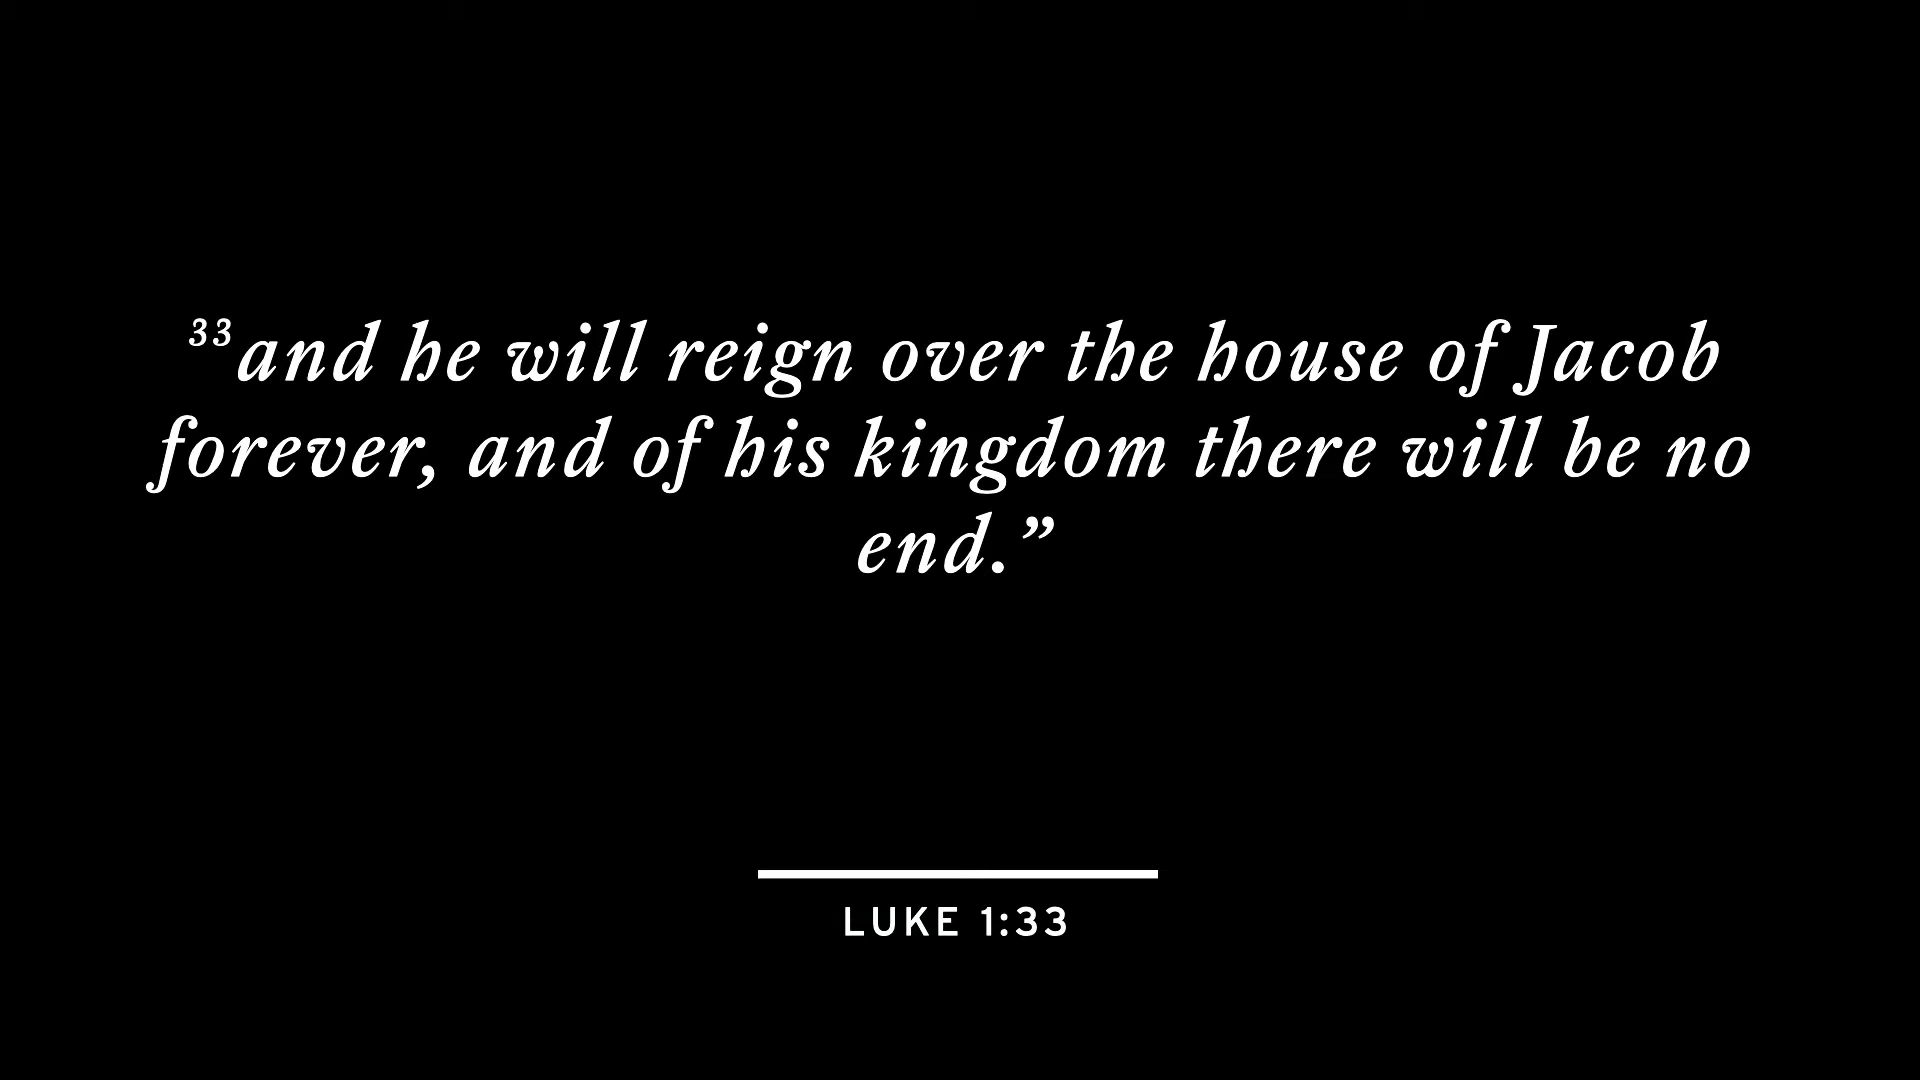 ³³and he will reign over the house of Jacob
forever, and of his kingdom there will be no
end.”
LUKE 1:33